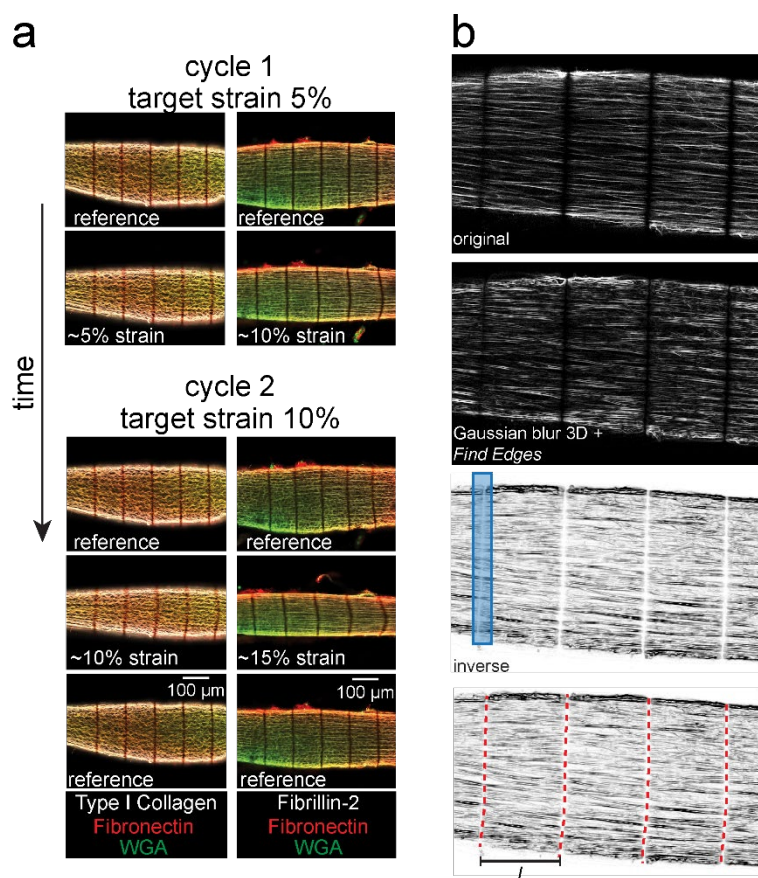 a
cycle 1
target strain 5%
reference
reference
~5% strain
~10% strain
time
cycle 2
target strain 10%
reference
reference
~10% strain
~15% strain
100 µm
100 µm
reference
reference
Type I Collagen
Fibronectin
WGA
Fibrillin-2
Fibronectin
WGA
b
original
Gaussian blur 3D +
Find Edges
inverse